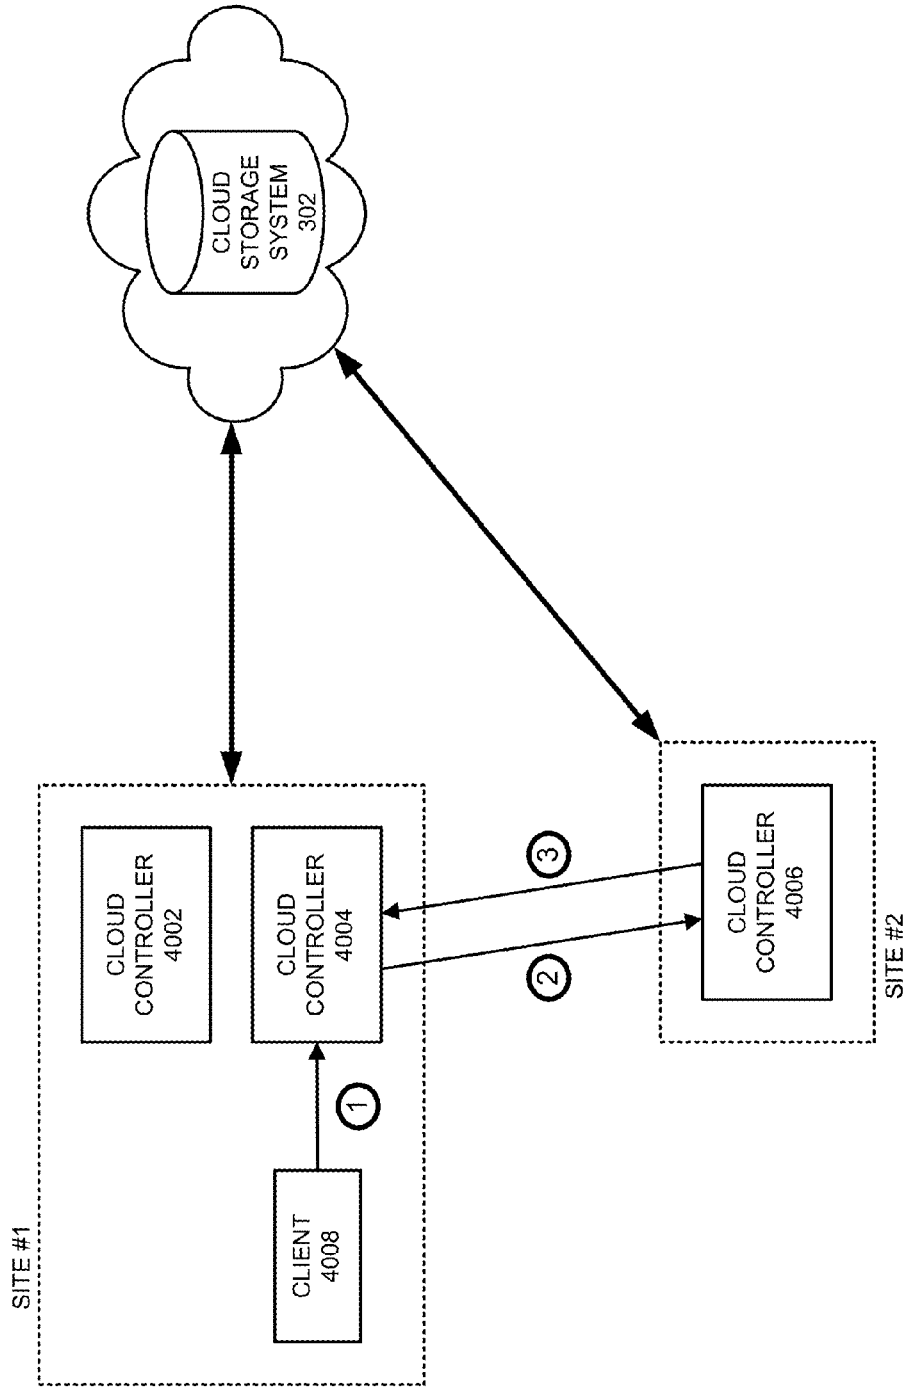 SITE #1
CLIENT
4008
1
CLOUD
CONTROLLER
4002
CLOUD
CONTROLLER
4004
2
3
CLOUD
CONTROLLER
4006
SITE #2
CLOUD
STORAGE
SYSTEM
302